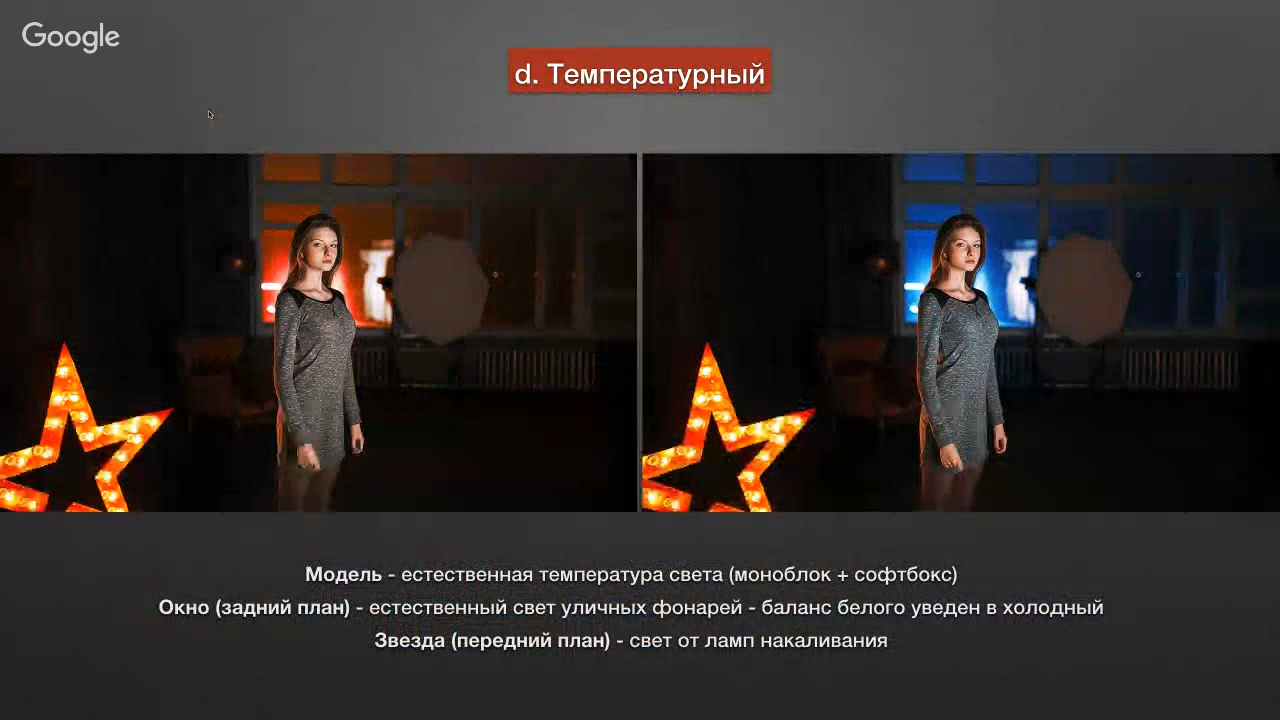 Google
d. Температурный
Модель - естественная температура света (моноблок + софтбокс)
Окно (задний план) - естественный свет уличных фонарей - баланс белого уведен в холодный
Звезда (передний план) - свет от ламп накаливания